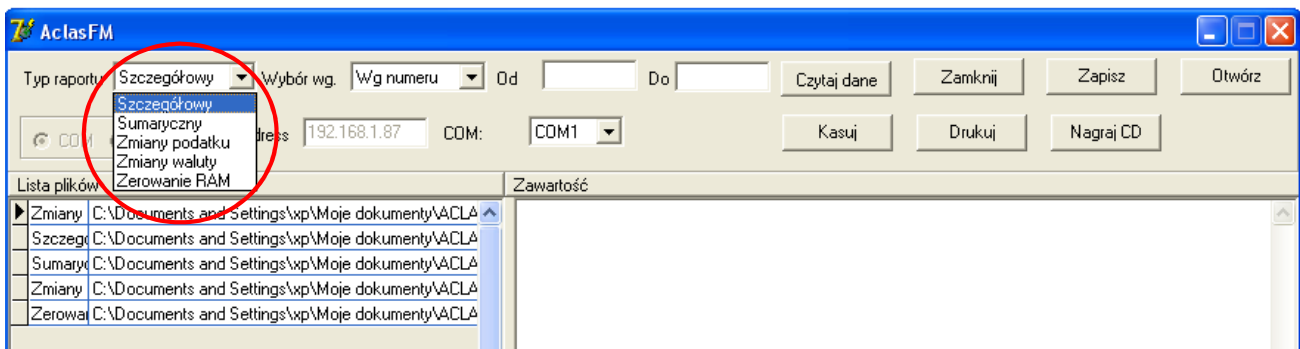 AclasFM
Typ raportu Szczegółowy Wybór wg. Wg numeru Od Do Czytaj dane Zamknij Zapisz Otwórz
Szczegółowy
Sumaryczny
Zmiany podatku
Zmiany waluty
Zerowanie RAM
COM dress 192.168.1.87 COM: COM1 Kasuj Drukuj Nagraj CD
Lista plików Zawartość
Zmiany C:\Documents and Settings\xp\Moje dokumenty\ACLA
Szczegó C:\Documents and Settings\xp\Moje dokumenty\ACLA
Sumaryc C:\Documents and Settings\xp\Moje dokumenty\ACLA
Zmiany C:\Documents and Settings\xp\Moje dokumenty\ACLA
Zerowai C:\Documents and Settings\xp\Moje dokumenty\ACLA